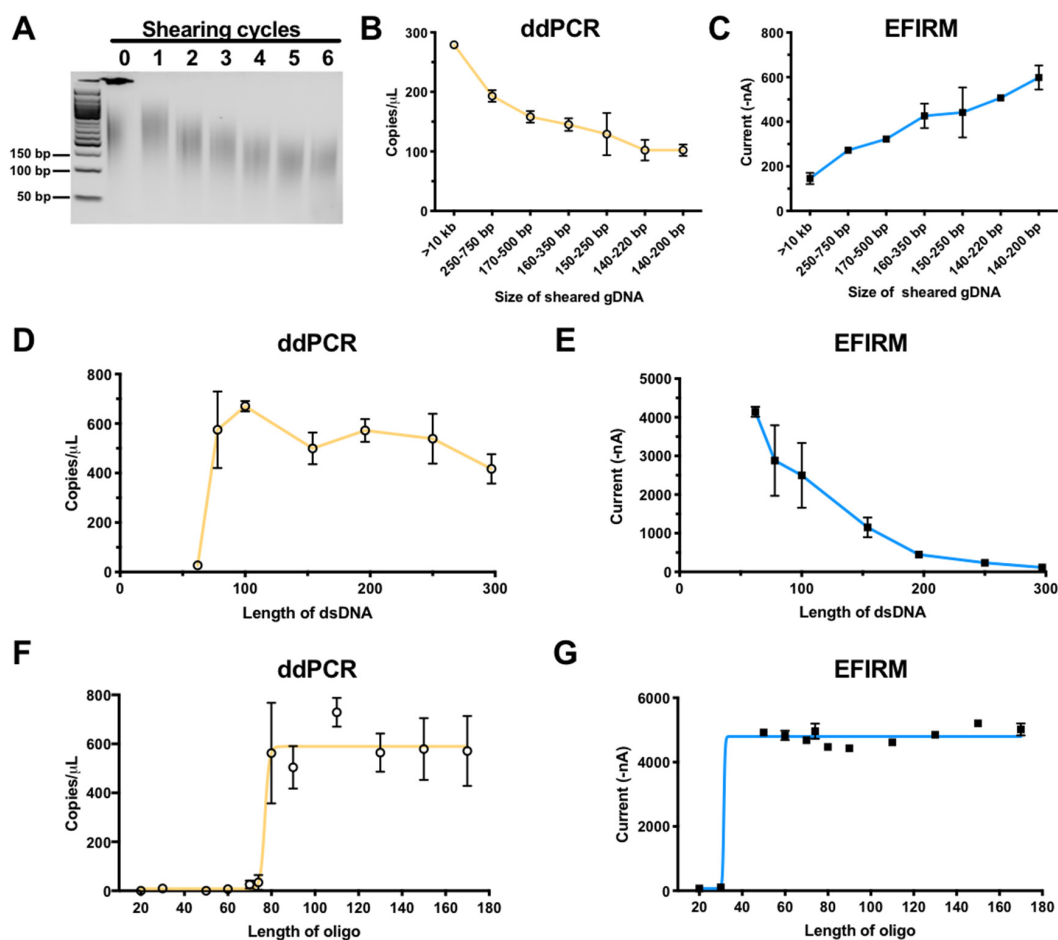 A
Shearing cycles
0 1 2 3 4 5 6
150 bp
100 bp
50 bp
B
ddPCR
Copies/μL
300
200
100
0
>10 kb
250-750 bp
170-500 bp
160-350 bp
150-250 bp
140-220 bp
140-200 bp
Size of sheared gDNA
C
EFIRM
Current (-nA)
800
600
400
200
0
>10 kb
250-750 bp
170-500 bp
160-350 bp
150-250 bp
140-220 bp
140-200 bp
Size of sheared gDNA
D
ddPCR
Copies/μL
800
600
400
200
0
0 100 200 300
Length of dsDNA
E
EFIRM
Current (-nA)
5000
4000
3000
2000
1000
0
0 100 200 300
Length of dsDNA
F
ddPCR
Copies/μL
800
600
400
200
0
20 40 60 80 100 120 140 160 180
Length of oligo
G
EFIRM
Current (-nA)
6000
4000
2000
0
20 40 60 80 100 120 140 160 180
Length of oligo